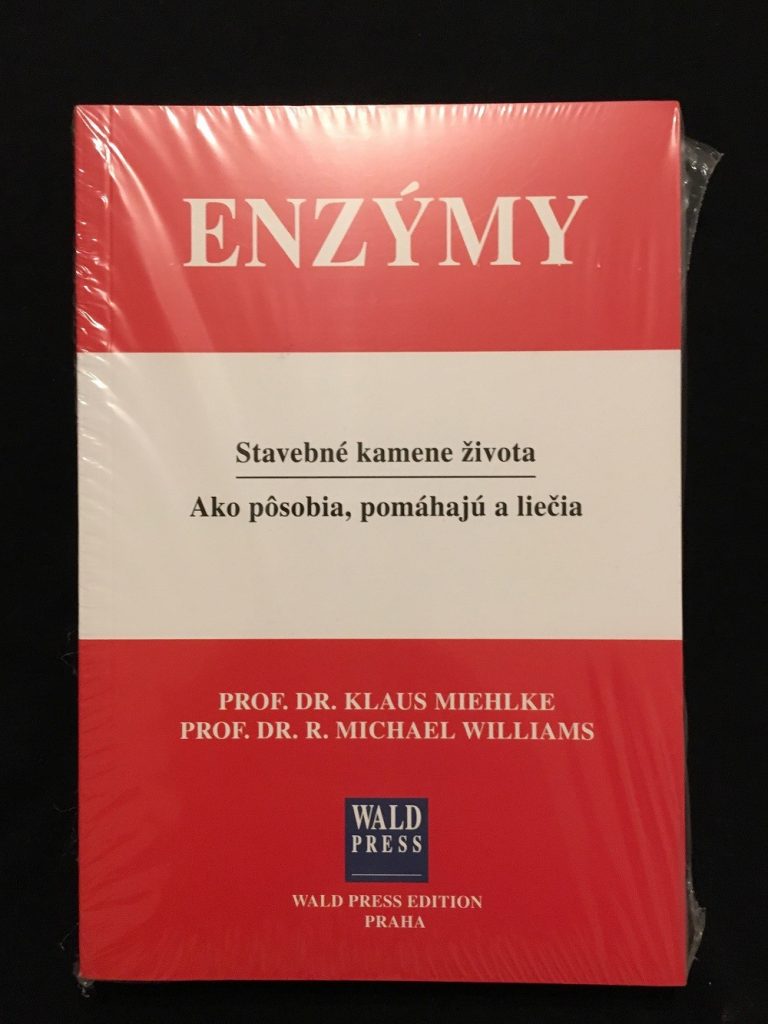 ENZÝMY
Stavebné kamene života
Ako pôsobia, pomáhajú a liečia
PROF. DR. KLAUS MIEHLKE
PROF. DR. R. MICHAEL WILLIAMS
WALD
PRESS
WALD PRESS EDITION
PRAHA